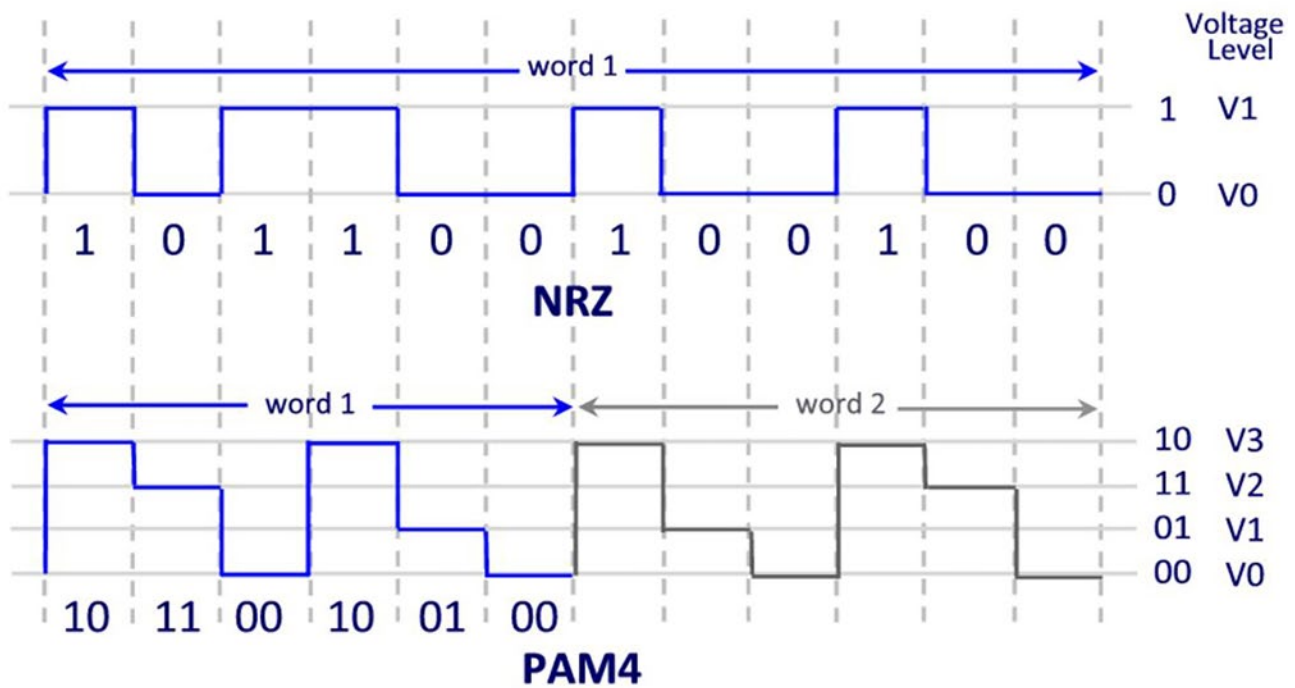 Voltage
Level
word 1
1 V1
0 V0
1 0 1 1 0 0 1 0 0 1 0 0
NRZ
word 1 word 2
10 V3
11 V2
01 V1
00 V0
10 11 00 10 01 00
PAM4